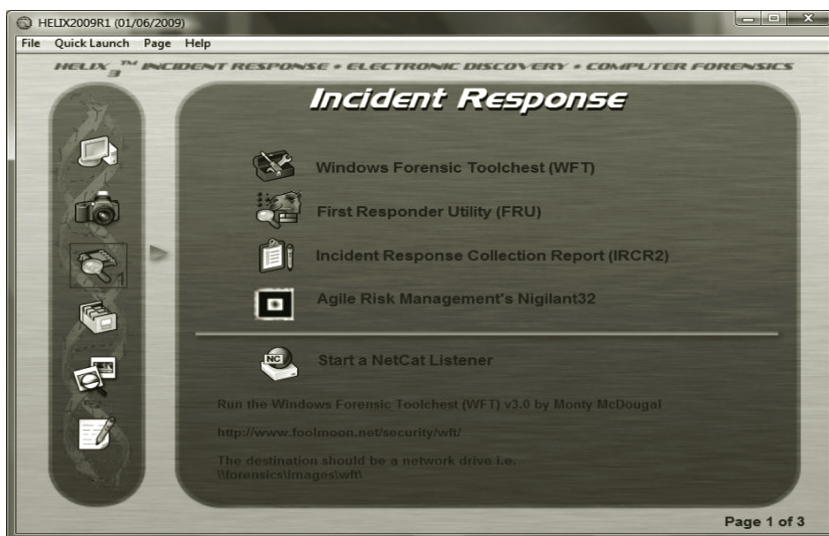 HELIX2009R1 (01/06/2009)
File Quick Launch Page Help
HELIX 3 ™ INCIDENT RESPONSE • ELECTRONIC DISCOVERY • COMPUTER FORENSICS
Incident Response
Windows Forensic Toolchest (WFT)
First Responder Utility (FRU)
Incident Response Collection Report (IRCR2)
Agile Risk Management's Nigilant32
NC
Start a NetCat Listener
Run the Windows Forensic Toolchest (WFT) v3.0 by Monty McDougal
http://www.foolmoon.net/security/wft/
The destination should be a network drive i.e.
\\forensics\images\wft\
Page 1 of 3